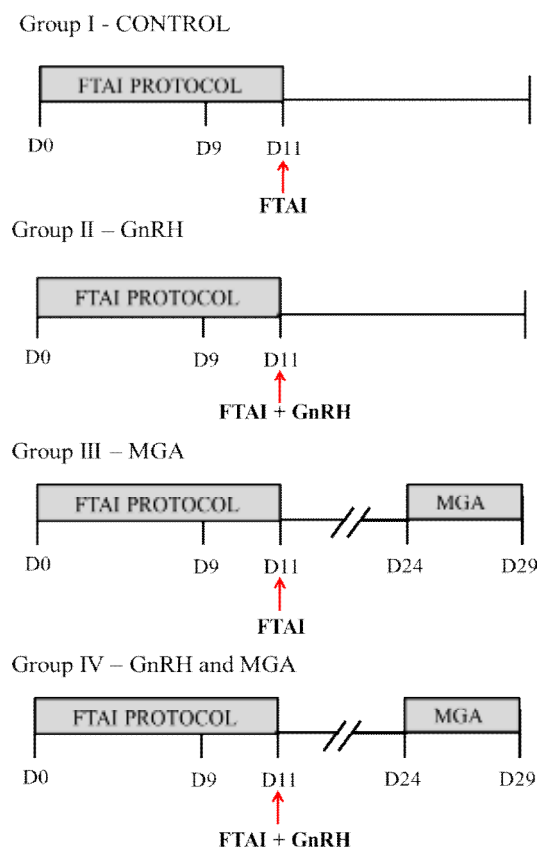 Group I - CONTROL
FTAI PROTOCOL
D0 D9 D11
FTAI
Group II – GnRH
FTAI PROTOCOL
D0 D9 D11
FTAI + GnRH
Group III – MGA
FTAI PROTOCOL MGA
D0 D9 D11 D24 D29
FTAI
Group IV – GnRH and MGA
FTAI PROTOCOL MGA
D0 D9 D11 D24 D29
FTAI + GnRH